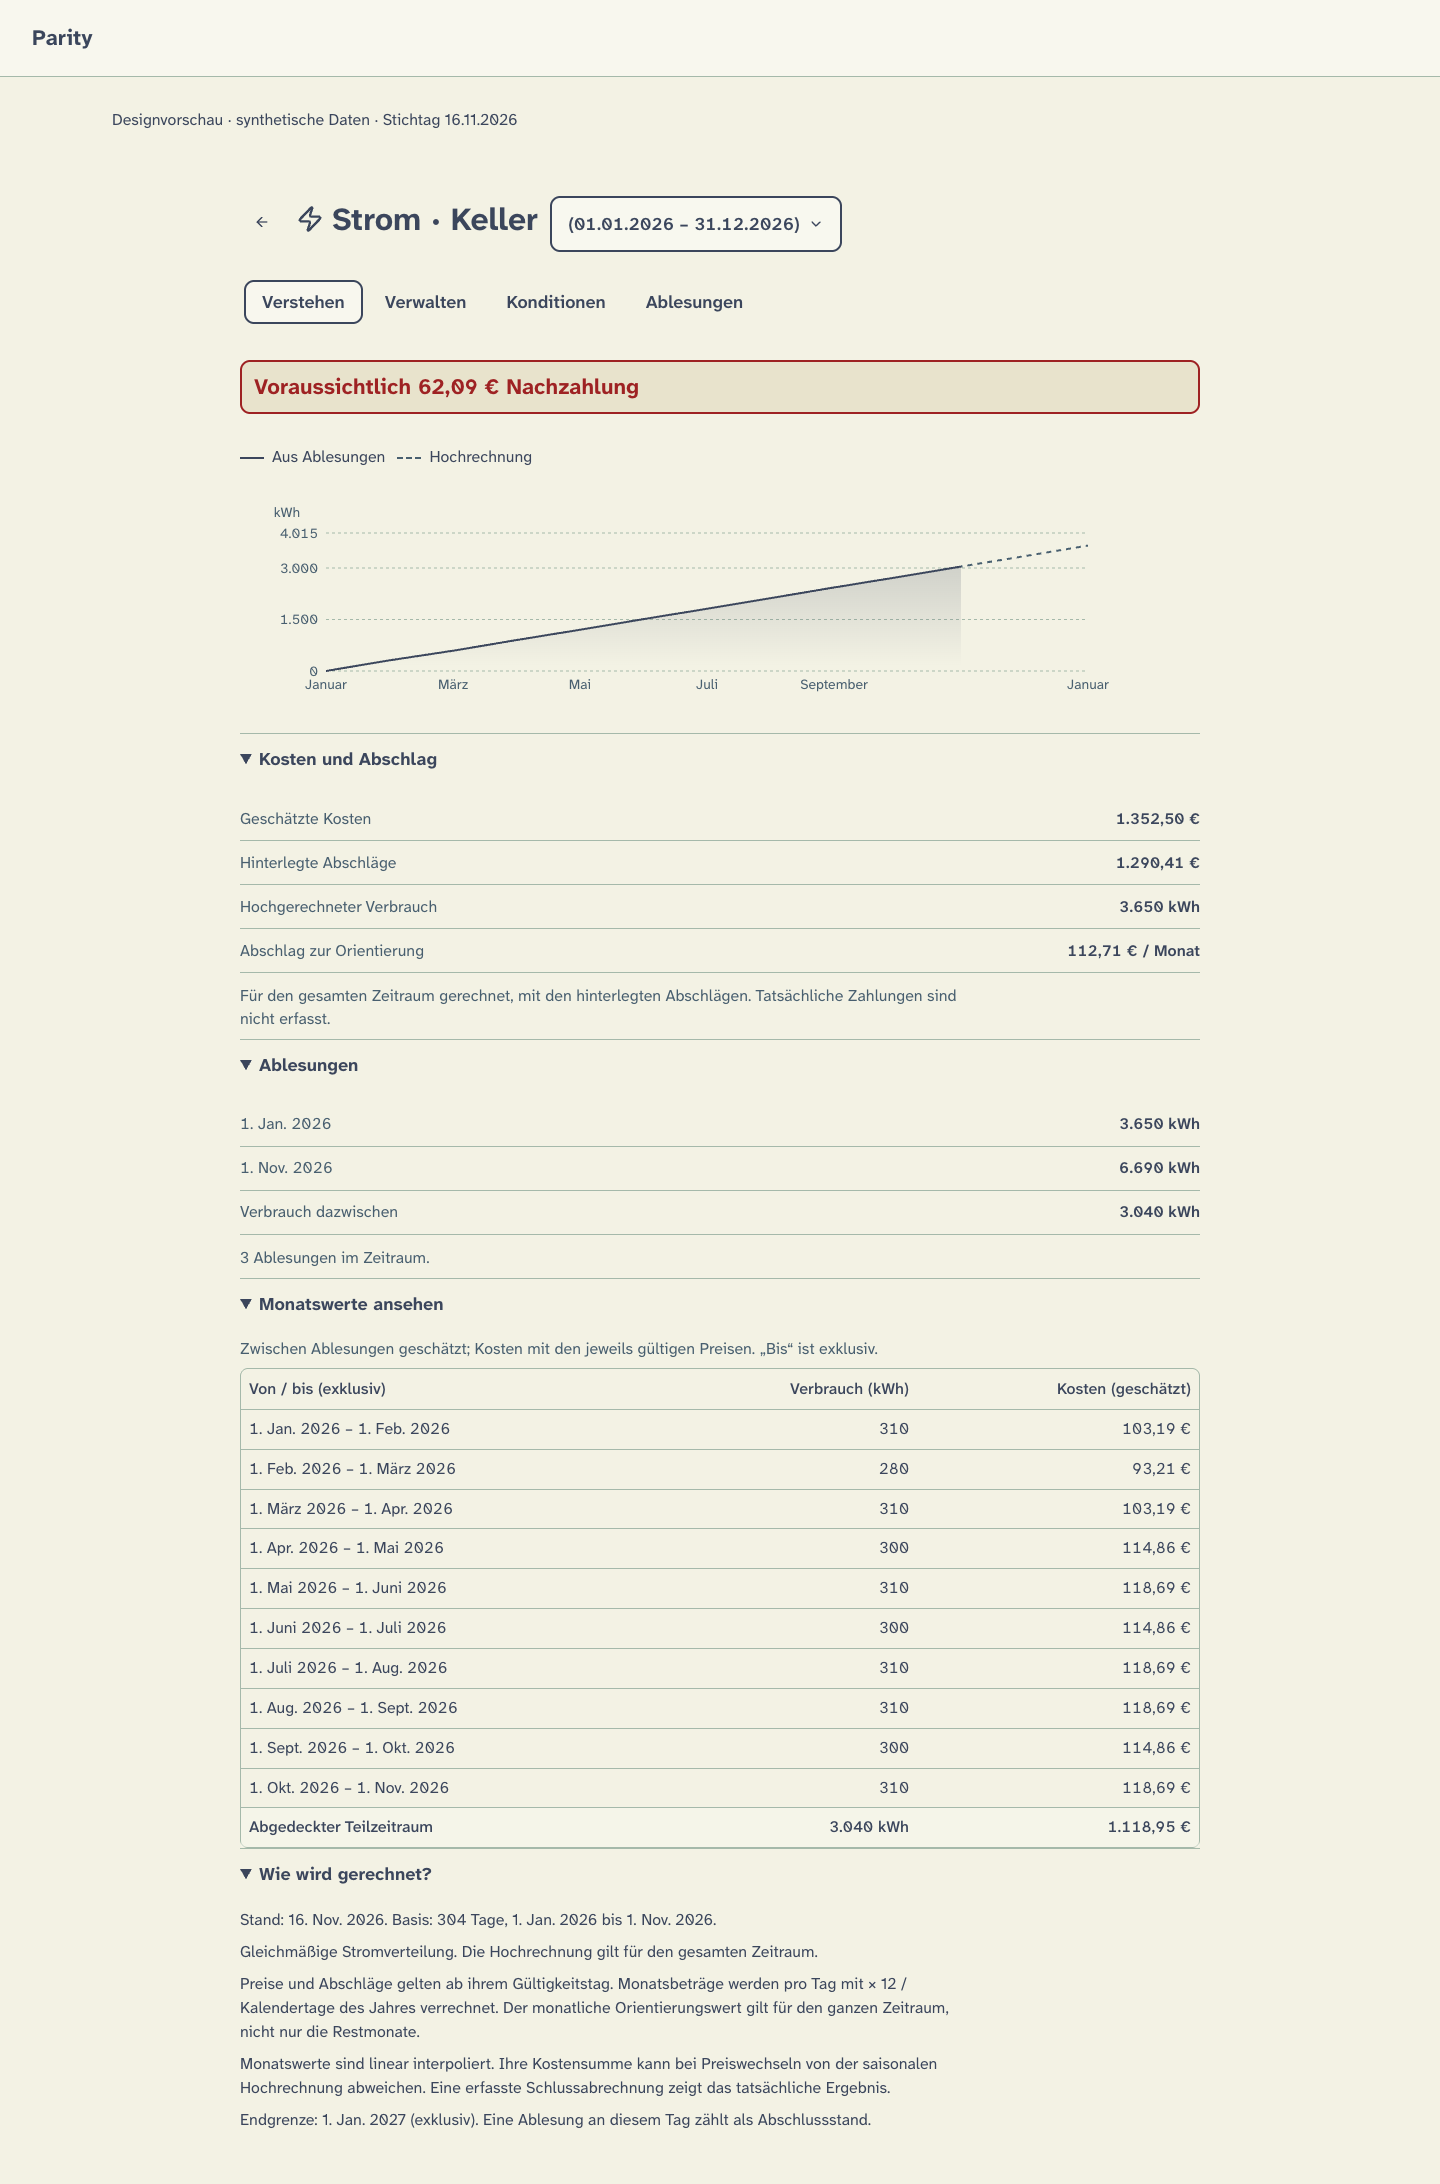 Parity
Designvorschau · synthetische Daten · Stichtag 16.11.2026
Strom · Keller (01.01.2026 – 31.12.2026)
Verstehen Verwalten Konditionen Ablesungen
Voraussichtlich 62,09 € Nachzahlung
Aus Ablesungen Hochrechnung
kWh
4.015
3.000
1.500
0
Januar März Mai Juli September Januar
Kosten und Abschlag
Geschätzte Kosten 1.352,50 €
Hinterlegte Abschläge 1.290,41 €
Hochgerechneter Verbrauch 3.650 kWh
Abschlag zur Orientierung 112,71 € / Monat
Für den gesamten Zeitraum gerechnet, mit den hinterlegten Abschlägen. Tatsächliche Zahlungen sind
nicht erfasst.
Ablesungen
1. Jan. 2026 3.650 kWh
1. Nov. 2026 6.690 kWh
Verbrauch dazwischen 3.040 kWh
3 Ablesungen im Zeitraum.
Monatswerte ansehen
Zwischen Ablesungen geschätzt; Kosten mit den jeweils gültigen Preisen. „Bis“ ist exklusiv.
Von / bis (exklusiv) Verbrauch (kWh) Kosten (geschätzt)
1. Jan. 2026 – 1. Feb. 2026 310 103,19 €
1. Feb. 2026 – 1. März 2026 280 93,21 €
1. März 2026 – 1. Apr. 2026 310 103,19 €
1. Apr. 2026 – 1. Mai 2026 300 114,86 €
1. Mai 2026 – 1. Juni 2026 310 118,69 €
1. Juni 2026 – 1. Juli 2026 300 114,86 €
1. Juli 2026 – 1. Aug. 2026 310 118,69 €
1. Aug. 2026 – 1. Sept. 2026 310 118,69 €
1. Sept. 2026 – 1. Okt. 2026 300 114,86 €
1. Okt. 2026 – 1. Nov. 2026 310 118,69 €
Abgedeckter Teilzeitraum 3.040 kWh 1.118,95 €
Wie wird gerechnet?
Stand: 16. Nov. 2026. Basis: 304 Tage, 1. Jan. 2026 bis 1. Nov. 2026.
Gleichmäßige Stromverteilung. Die Hochrechnung gilt für den gesamten Zeitraum.
Preise und Abschläge gelten ab ihrem Gültigkeitstag. Monatsbeträge werden pro Tag mit × 12 /
Kalendertage des Jahres verrechnet. Der monatliche Orientierungswert gilt für den ganzen Zeitraum,
nicht nur die Restmonate.
Monatswerte sind linear interpoliert. Ihre Kostensumme kann bei Preiswechseln von der saisonalen
Hochrechnung abweichen. Eine erfasste Schlussabrechnung zeigt das tatsächliche Ergebnis.
Endgrenze: 1. Jan. 2027 (exklusiv). Eine Ablesung an diesem Tag zählt als Abschlussstand.